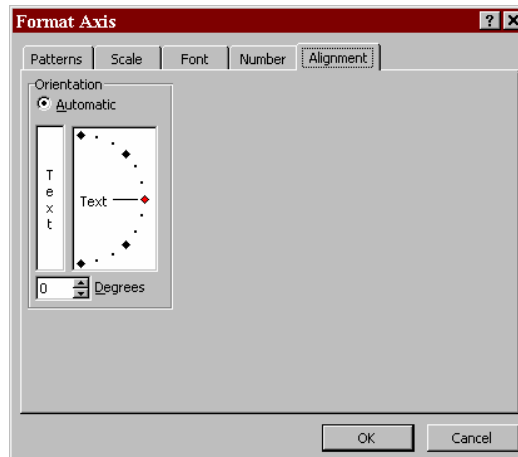 Format Axis ? X
Patterns Scale Font Number Alignment
Orientation
Automatic
T
e
x
t
Text
0 Degrees
OK Cancel